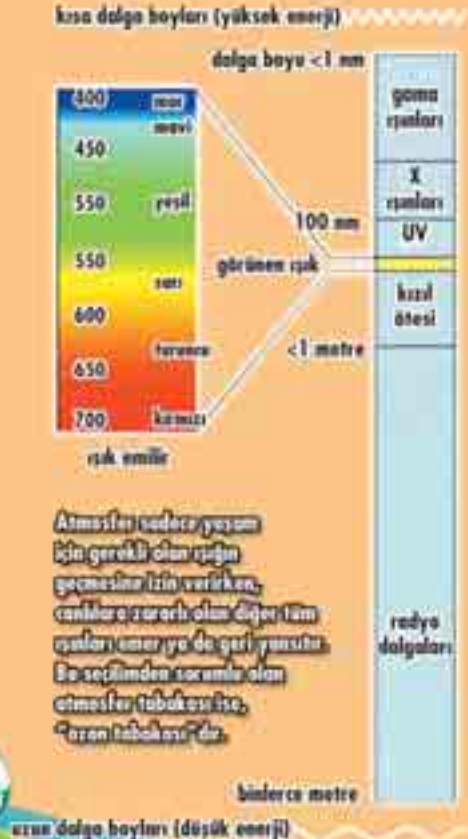 kısa dalga boyları (yüksek enerji)
dalga boyu <1 nm
gama
ışınları
X
ışınları
100 nm
UV
görünen ışık
kızıl
ötesi
<1 metre
400 mor
mavi
450
550 yeşil
550
sarı
600
turuncu
650
700 kırmızı
ışık emilir
Atmosfer sadece yaşam
için gerekli olan ışığın
geçmesine izin verirken,
canlılara zararlı olan diğer tüm
ışınları emer ya da geri yansıtır.
Bu seçilimden sorumlu olan
atmosfer tabakası ise,
"ozon tabakası"dır.
radyo
dalgaları
binlerce metre
uzun dalga boyları (düşük enerji)